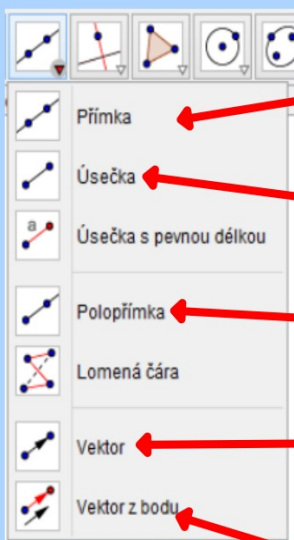 Přímka
Úsečka
a
Úsečka s pevnou délkou
Polopřímka
Lomená čára
Vektor
Vektor z bodu